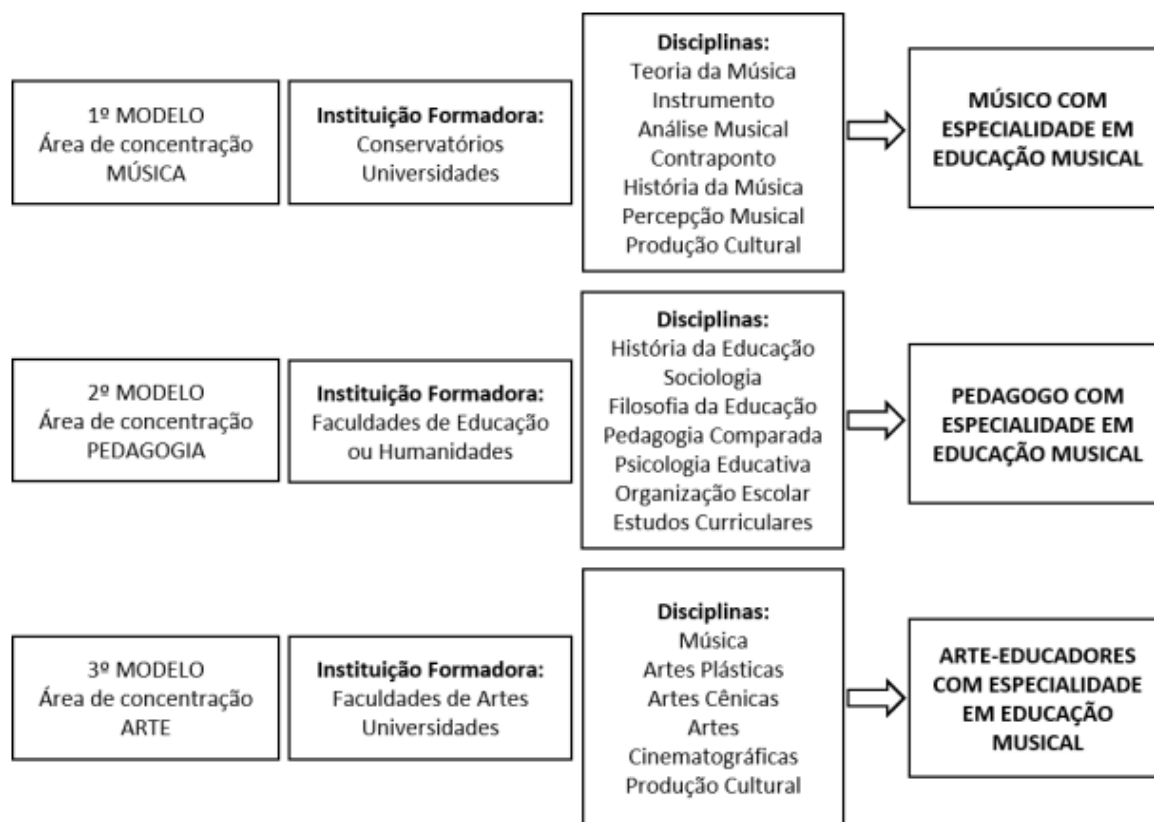 1º MODELO
Área de concentração
MÚSICA
Instituição Formadora:
Conservatórios
Universidades
Disciplinas:
Teoria da Música
Instrumento
Análise Musical
Contraponto
História da Música
Percepção Musical
Produção Cultural
MÚSICO COM
ESPECIALIDADE EM
EDUCAÇÃO MUSICAL
2º MODELO
Área de concentração
PEDAGOGIA
Instituição Formadora:
Faculdades de Educação
ou Humanidades
Disciplinas:
História da Educação
Sociologia
Filosofia da Educação
Pedagogia Comparada
Psicologia Educativa
Organização Escolar
Estudos Curriculares
PEDAGOGO COM
ESPECIALIDADE EM
EDUCAÇÃO MUSICAL
3º MODELO
Área de concentração
ARTE
Instituição Formadora:
Faculdades de Artes
Universidades
Disciplinas:
Música
Artes Plásticas
Artes Cênicas
Artes
Cinematográficas
Produção Cultural
ARTE-EDUCADORES
COM ESPECIALIDADE
EM EDUCAÇÃO
MUSICAL